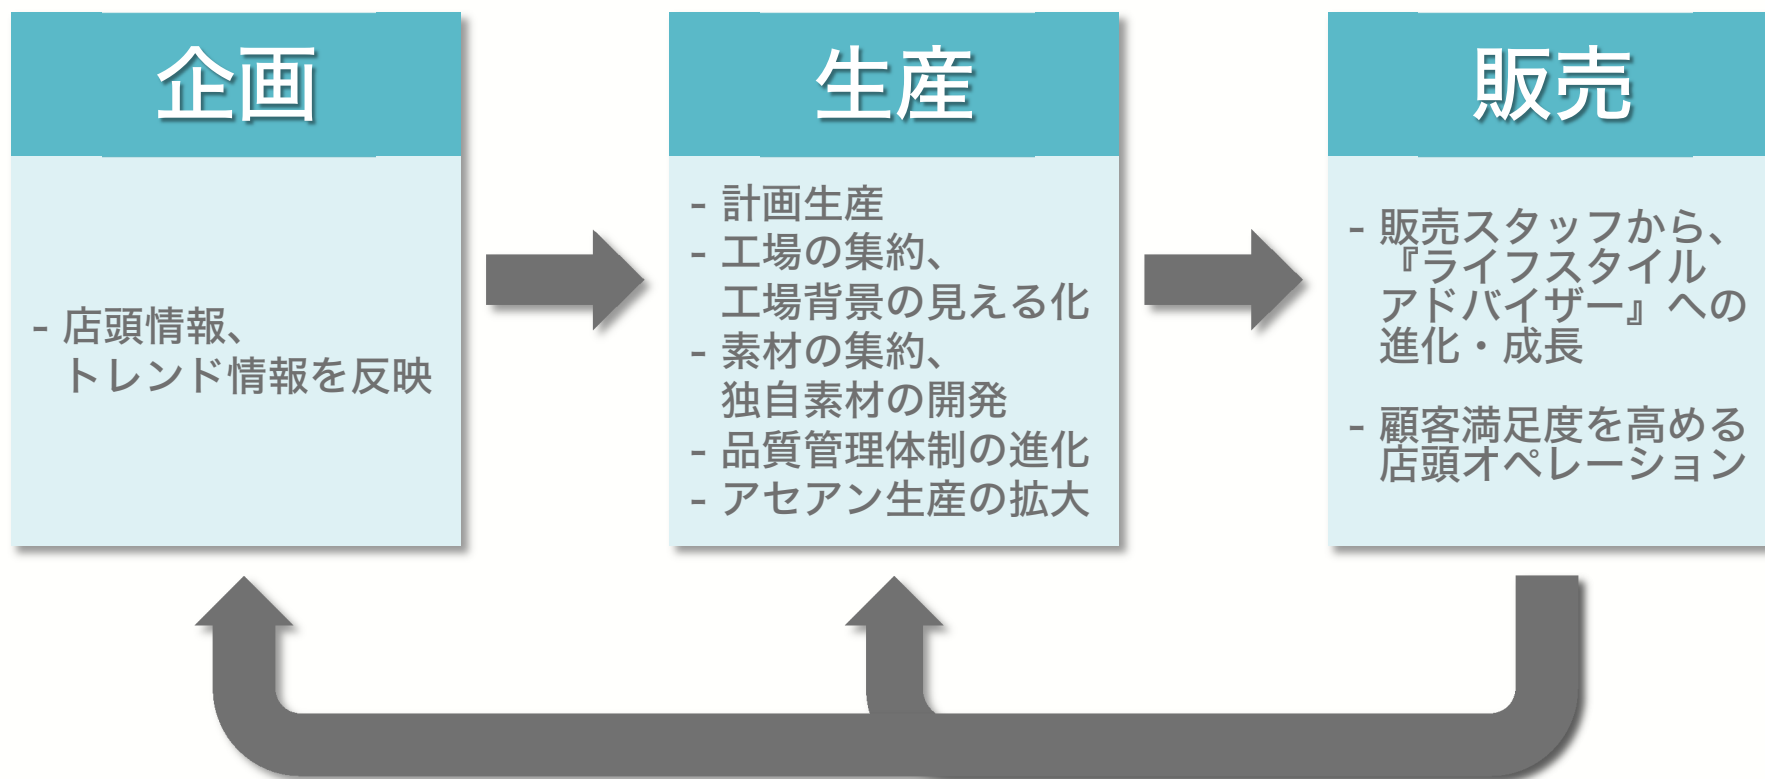 企画
- 店頭情報、
トレンド情報を反映
生産
- 計画生産
- 工場の集約、
工場背景の見える化
- 素材の集約、
独自素材の開発
- 品質管理体制の進化
- アセアン生産の拡大
販売
- 販売スタッフから、
『ライフスタイル
アドバイザー』への
進化・成長
- 顧客満足度を高める
店頭オペレーション